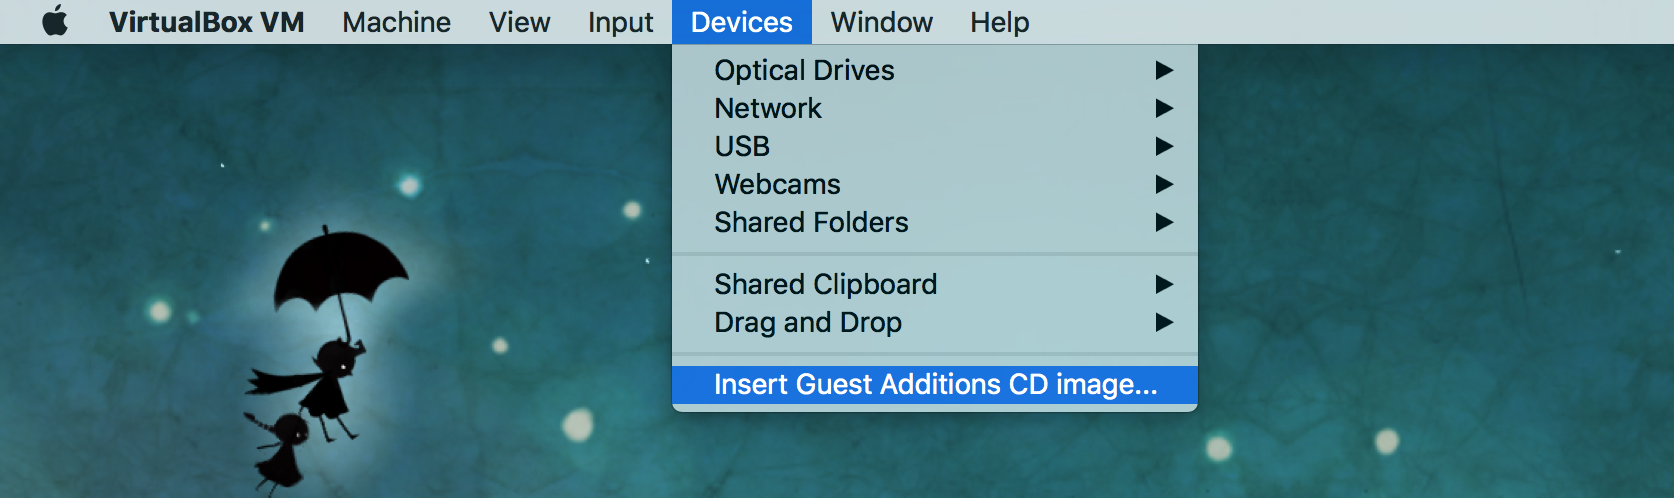 VirtualBox VM Machine View Input Devices Window Help
Optical Drives
Network
USB
Webcams
Shared Folders
Shared Clipboard
Drag and Drop
Insert Guest Additions CD image...